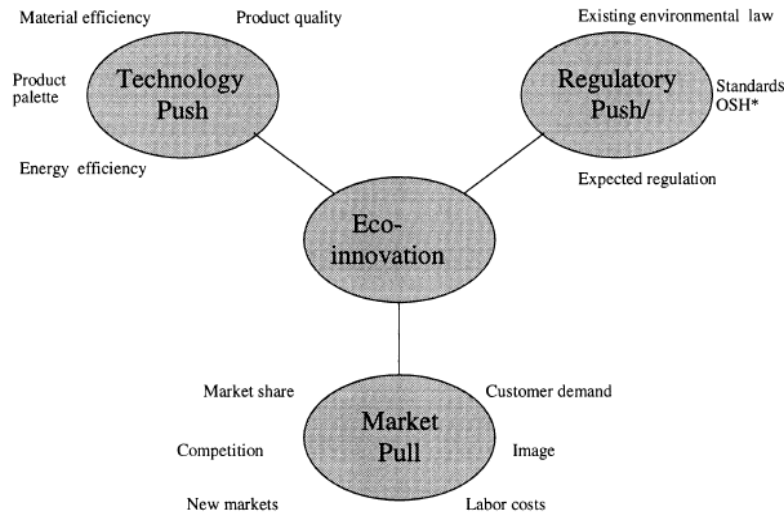 Material efficiency
Product quality
Existing environmental law
Technology
Push
Product
palette
Regulatory
Push/
Standards
OSH*
Energy efficiency
Expected regulation
Eco-
innovation
Market share
Customer demand
Market
Pull
Competition
Image
New markets
Labor costs